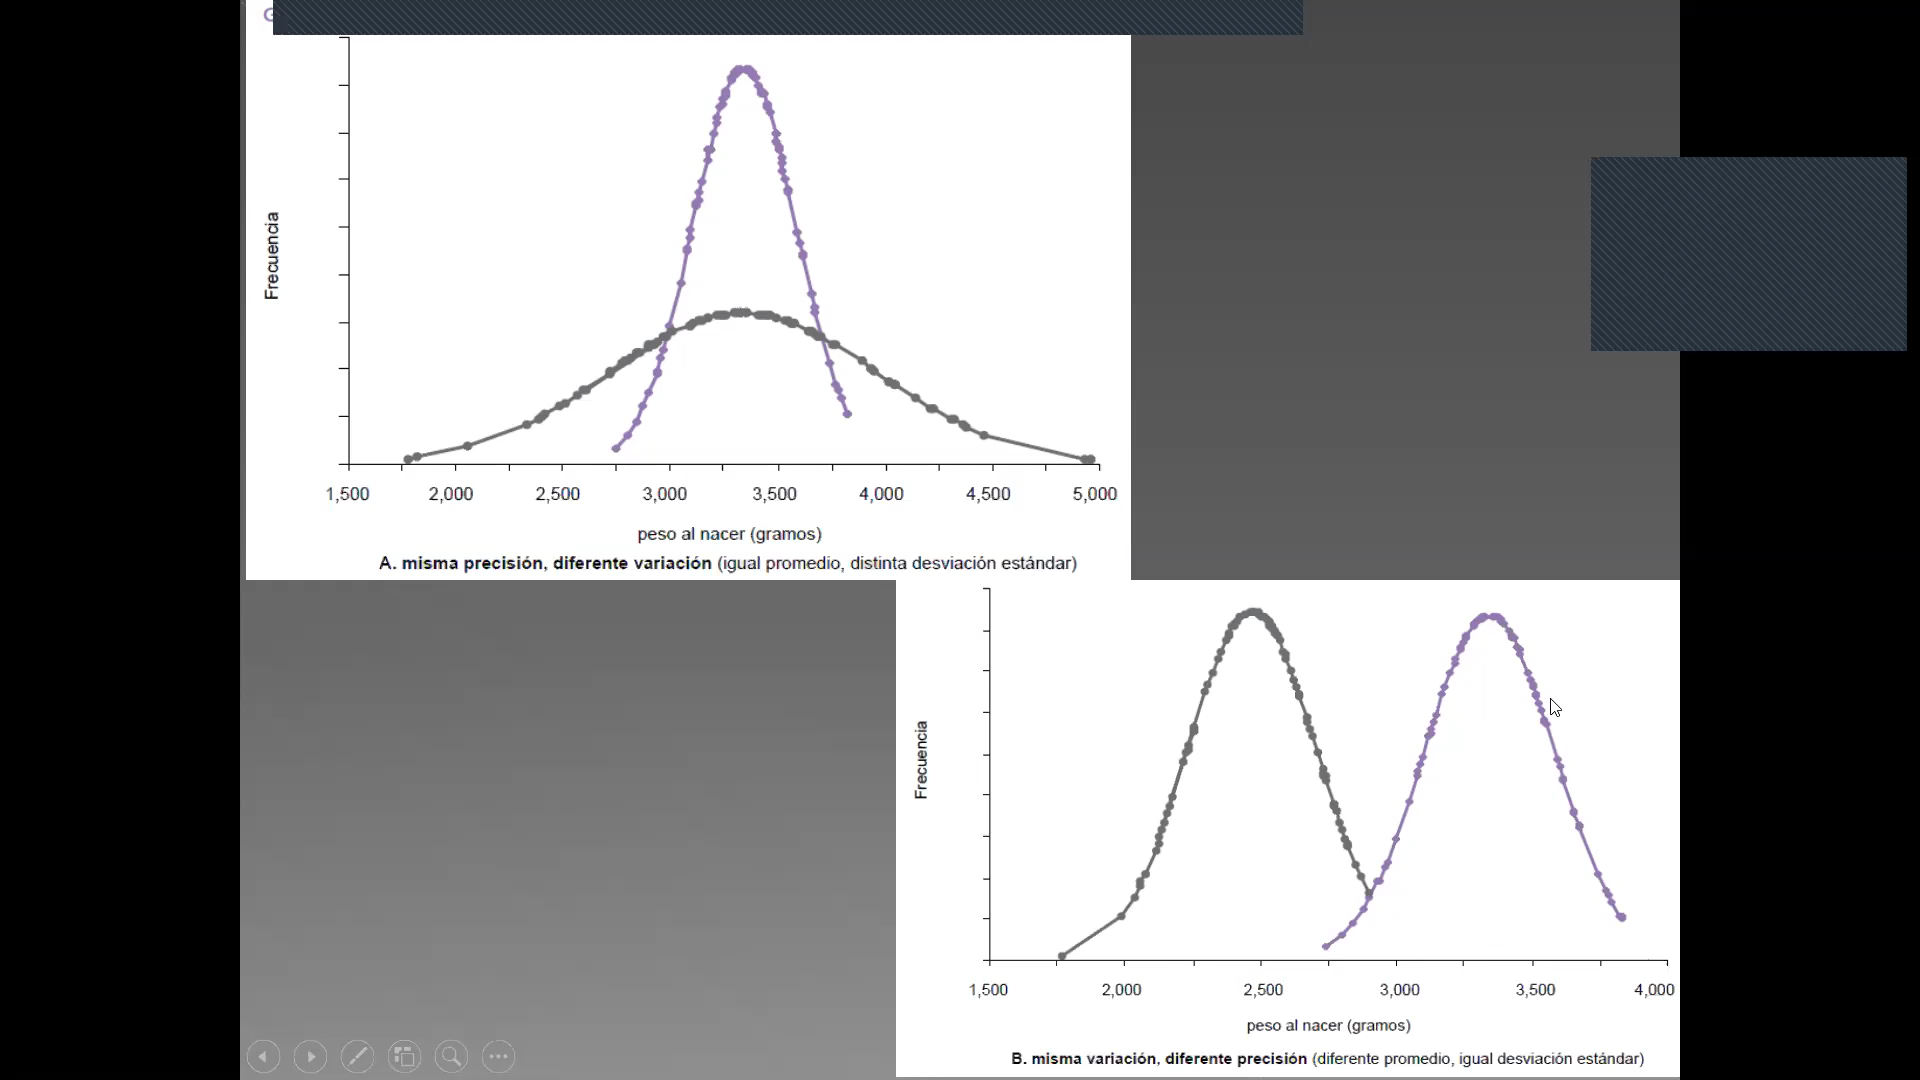 G
Frecuencia
1,500 2,000 2,500 3,000 3,500 4,000 4,500 5,000
peso al nacer (gramos)
A. misma precisión, diferente variación (igual promedio, distinta desviación estándar)
Frecuencia
1,500 2,000 2,500 3,000 3,500 4,000
peso al nacer (gramos)
B. misma variación, diferente precisión (diferente promedio, igual desviación estándar)